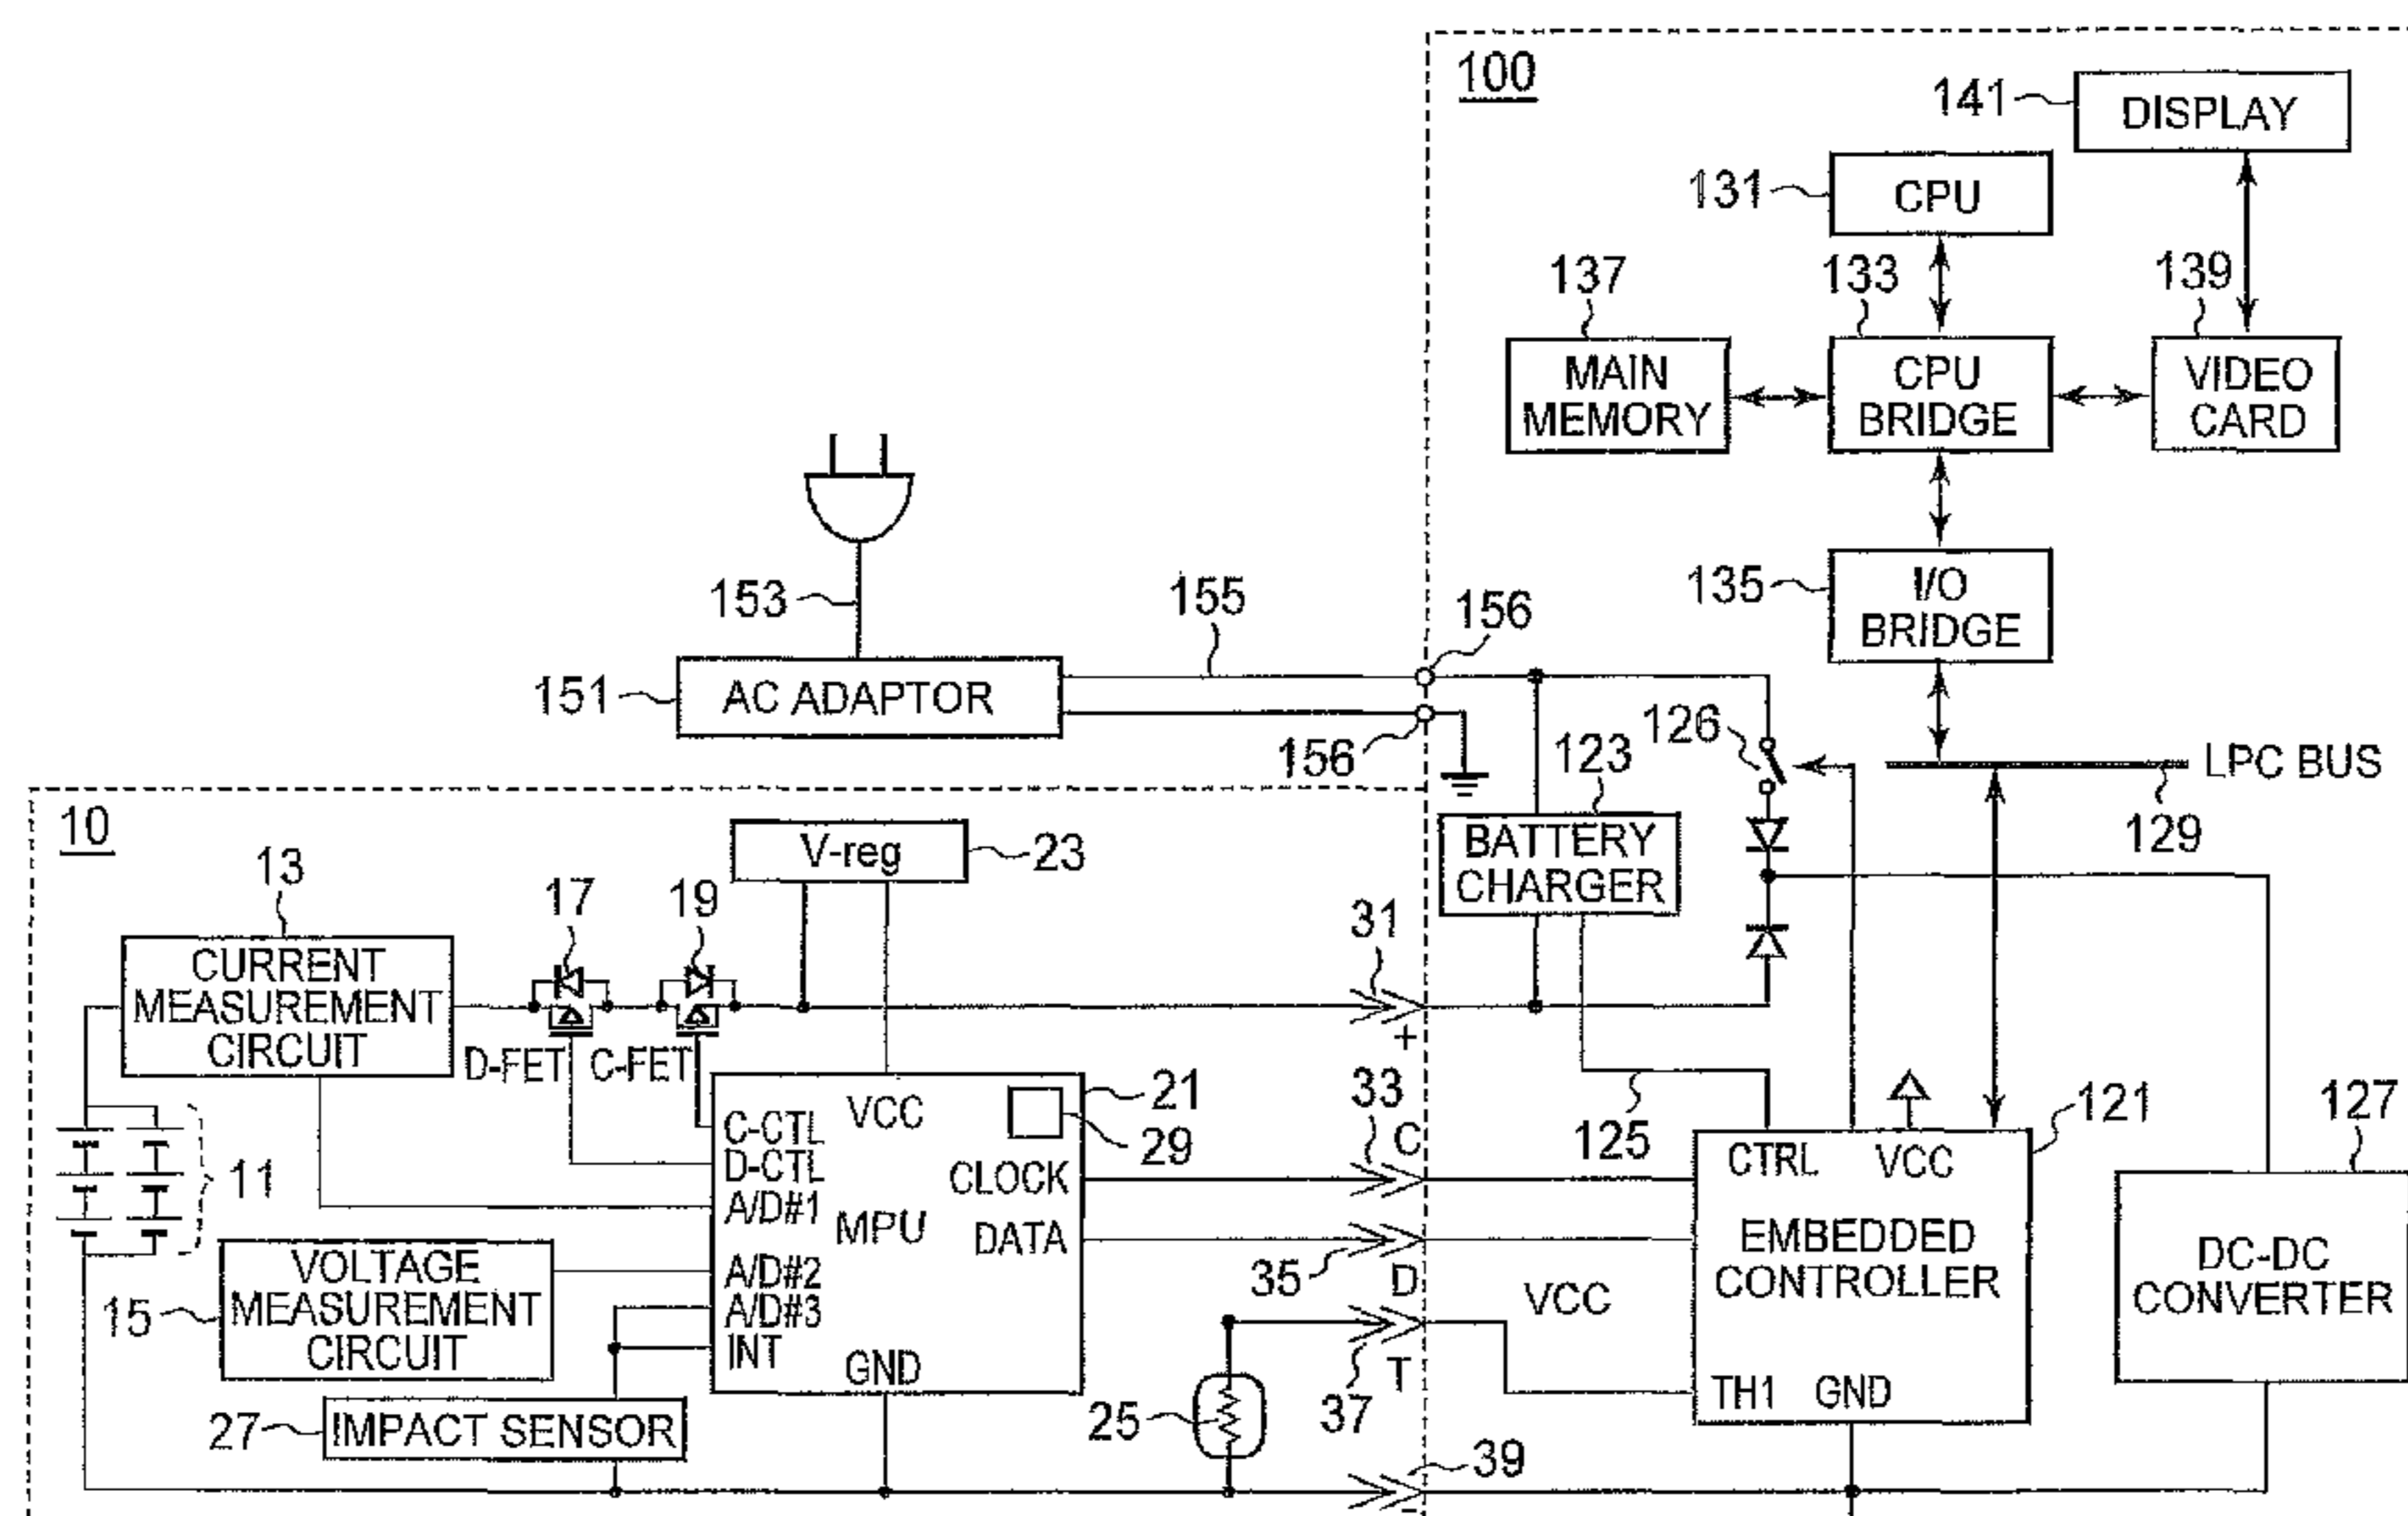 100
141
DISPLAY
131
CPU
137
133
139
MAIN
MEMORY
CPU
BRIDGE
VIDEO
CARD
153
155
156
135
I/O
BRIDGE
151
AC ADAPTOR
156
126
123
LPC BUS
129
10
13
V-reg
23
BATTERY
CHARGER
17
19
31
CURRENT
MEASUREMENT
CIRCUIT
+
D-FET
C-FET
VCC
21
29
33
C
125
121
127
C-CTL
D-CTL
A/D#1
CLOCK
MPU
DATA
CTRL
VCC
11
EMBEDDED
CONTROLLER
DC-DC
CONVERTER
VOLTAGE
MEASUREMENT
CIRCUIT
15
A/D#2
A/D#3
INT
GND
35
D
VCC
T
37
TH1
GND
27
IMPACT SENSOR
25
39
-